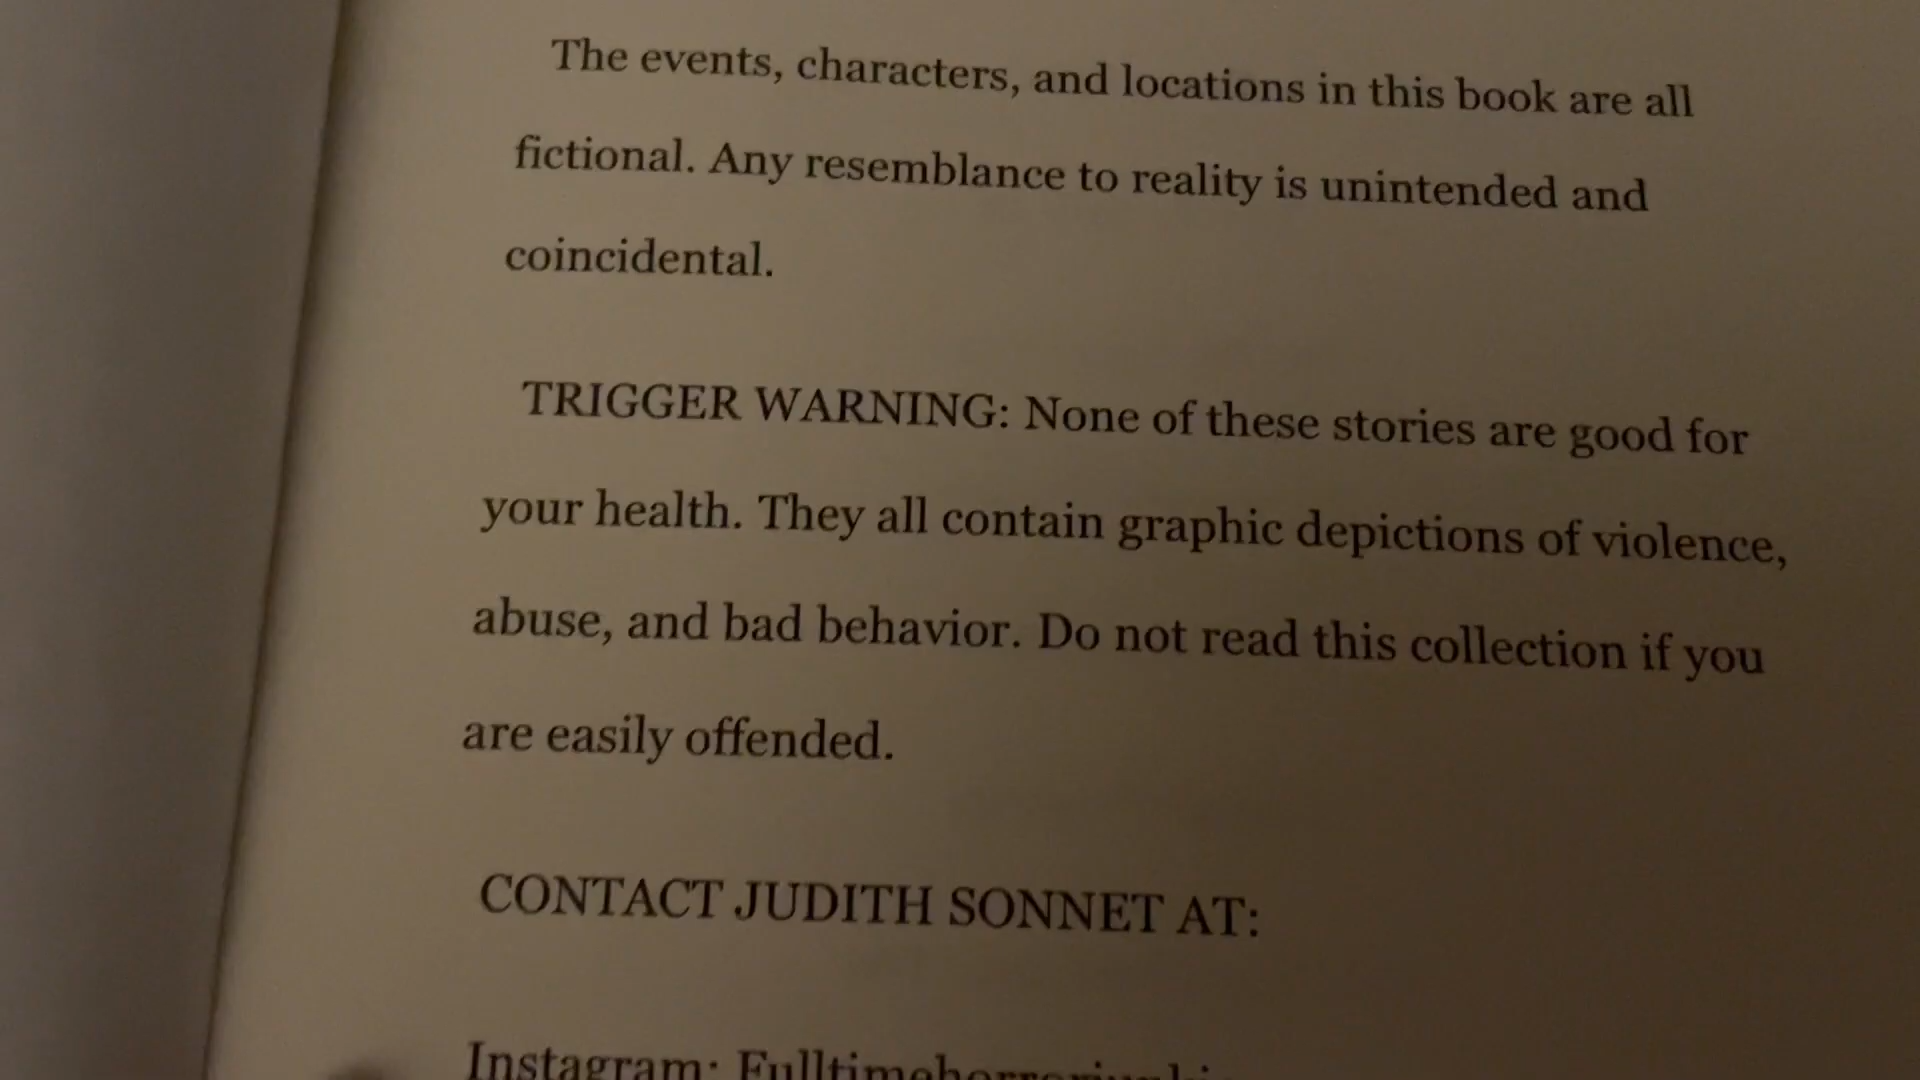 The events, characters, and locations in this book are all
fictional. Any resemblance to reality is unintended and
coincidental.
TRIGGER WARNING: None of these stories are good for
your health. They all contain graphic depictions of violence,
abuse, and bad behavior. Do not read this collection if you
are easily offended.
CONTACT JUDITH SONNET AT:
Instagram: